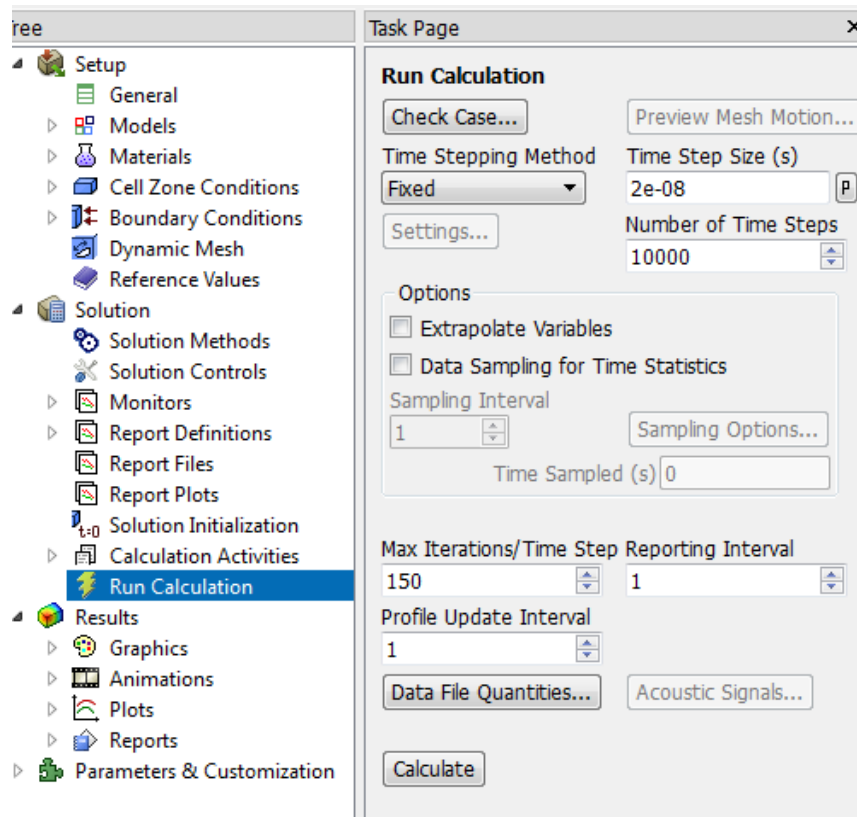 ree
Setup
General
Models
Materials
Cell Zone Conditions
Boundary Conditions
Dynamic Mesh
Reference Values
Solution
Solution Methods
Solution Controls
Monitors
Report Definitions
Report Files
Report Plots
t=0 Solution Initialization
Calculation Activities
Run Calculation
Results
Graphics
Animations
Plots
Reports
Parameters & Customization
Task Page
Run Calculation
Check Case... Preview Mesh Motion...
Time Stepping Method Time Step Size (s)
Fixed 2e-08 P
Settings... Number of Time Steps
10000
Options
Extrapolate Variables
Data Sampling for Time Statistics
Sampling Interval
1 Sampling Options...
Time Sampled (s) 0
Max Iterations/Time Step Reporting Interval
150 1
Profile Update Interval
1
Data File Quantities... Acoustic Signals...
Calculate